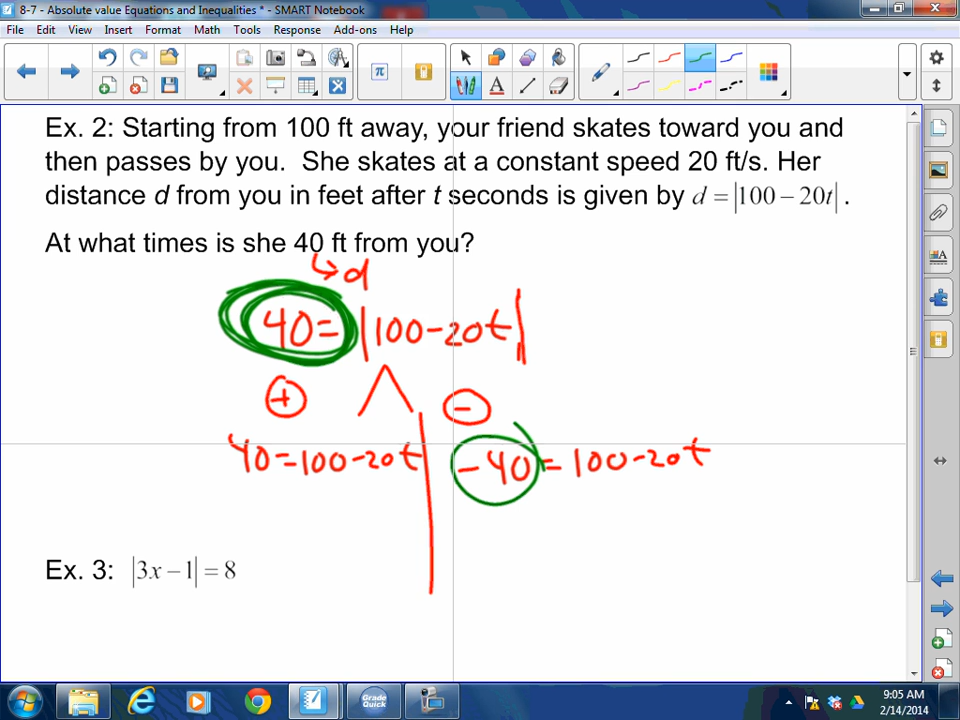 8-7 - Absolute value Equations and Inequalities * - SMART Notebook
File Edit View Insert Format Math Tools Response Add-ons Help
Ex. 2: Starting from 100 ft away, your friend skates toward you and
then passes by you. She skates at a constant speed 20 ft/s. Her
distance d from you in feet after t seconds is given by d = |100 − 20t| .
At what times is she 40 ft from you?
↳ d
40 = |100-20t|
+ -
40=100-20t -40 = 100-20t
Ex. 3: |3x − 1| = 8
Grade
Quick
9:05 AM
2/14/2014